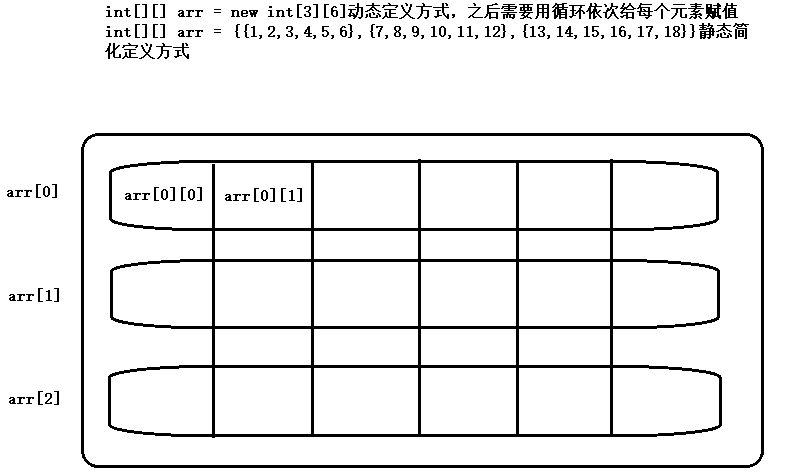 int[][] arr = new int[3][6]动态定义方式，之后需要用循环依次给每个元素赋值
int[][] arr = {{1,2,3,4,5,6},{7,8,9,10,11,12},{13,14,15,16,17,18}}静态简
化定义方式
arr[0]
arr[0][0]
arr[0][1]
arr[1]
arr[2]